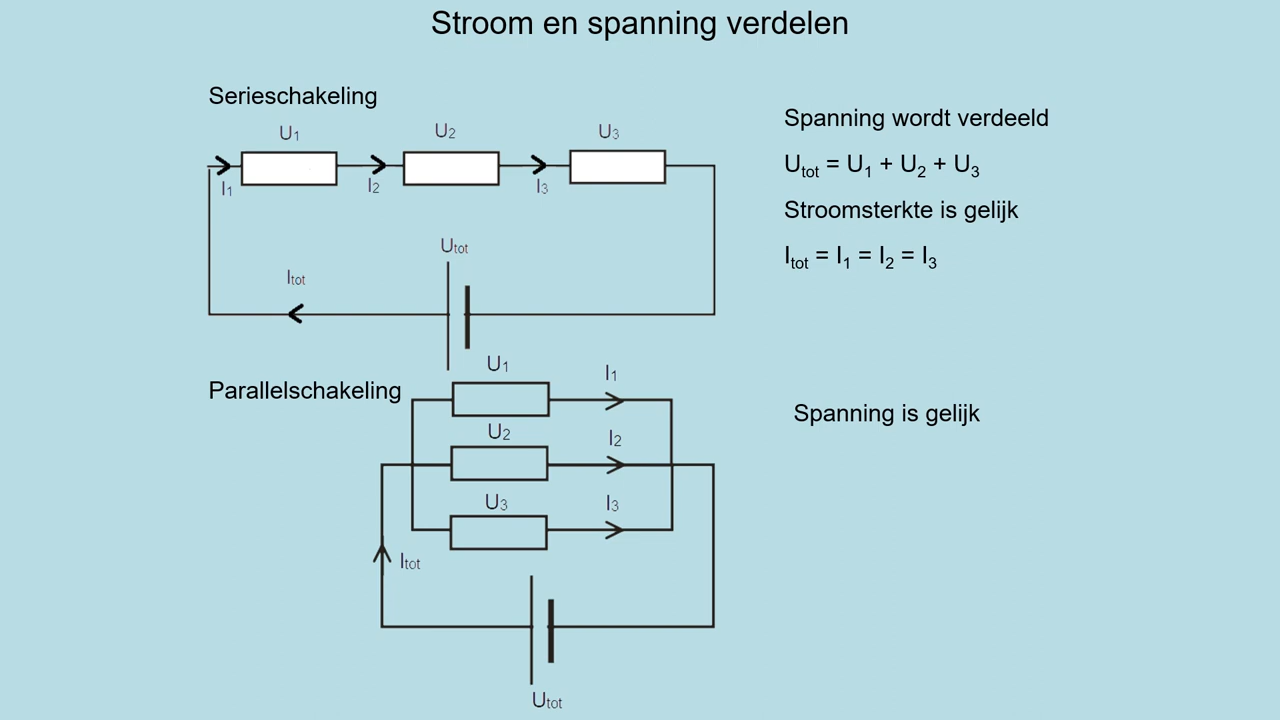 Stroom en spanning verdelen
Serieschakeling
U1 U2 U3
I1 I2 I3
Utot
Itot
Spanning wordt verdeeld
Utot = U1 + U2 + U3
Stroomsterkte is gelijk
Itot = I1 = I2 = I3
Parallelschakeling
U1 I1
U2 I2
U3 I3
Itot
Utot
Spanning is gelijk